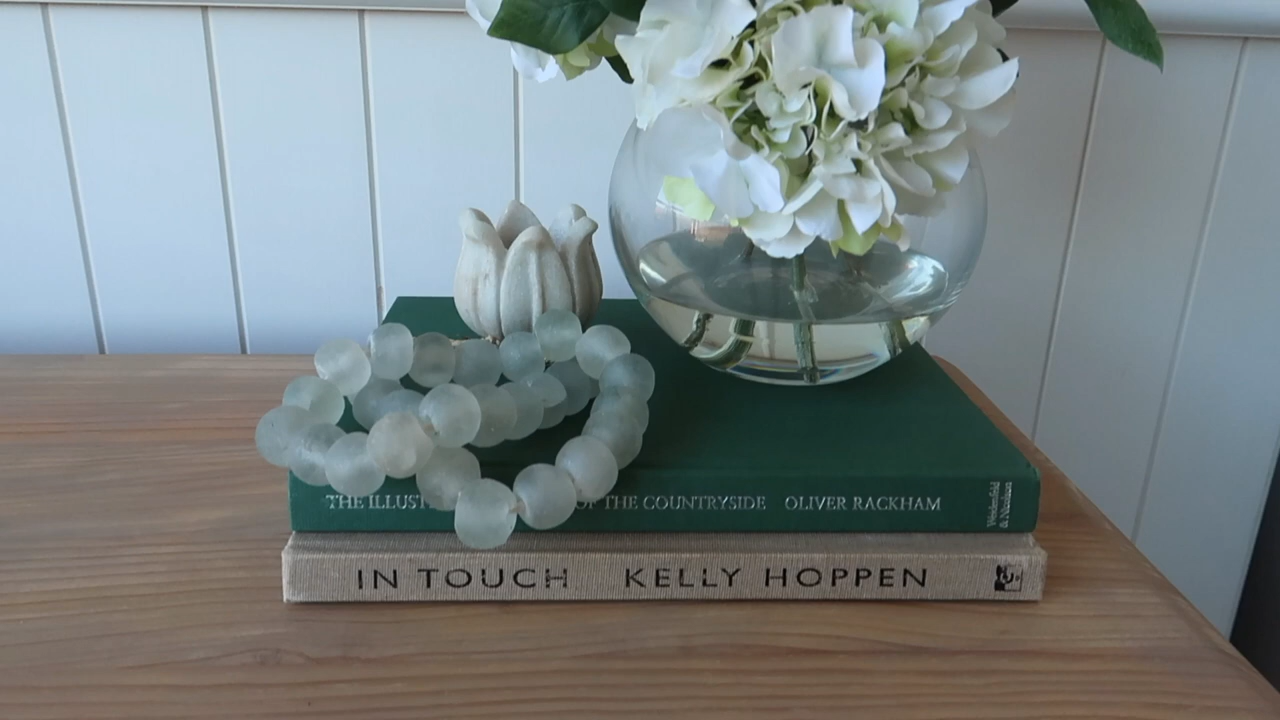 THE ILLUST OF THE COUNTRYSIDE OLIVER RACKHAM
Weidenfeld
& Nicolson
IN TOUCH KELLY HOPPEN